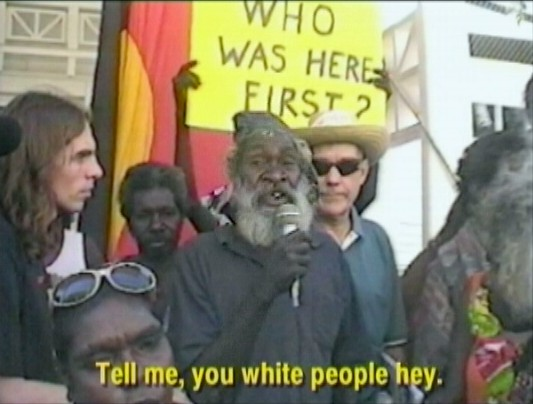 WHO
WAS HERE
FIRST?
Tell me, you white people hey.